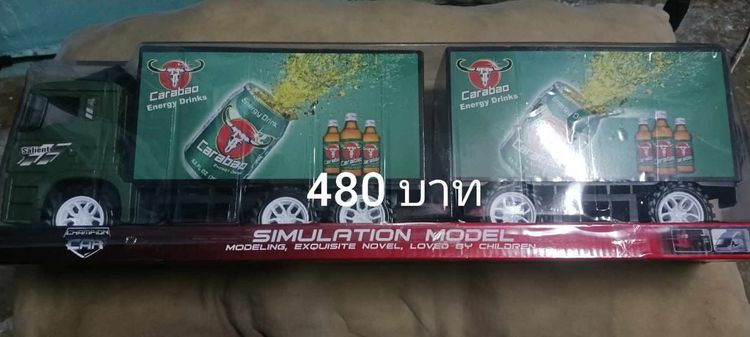 Carabao
Energy Drinks
Energy Drink
Carabao
Carabao
Energy Drinks
Carabao
Salient
480 บาท
CHAMPION
CAR
SIMULATION MODEL
MODELING, EXQUISITE NOVEL, LOVED BY CHILDREN